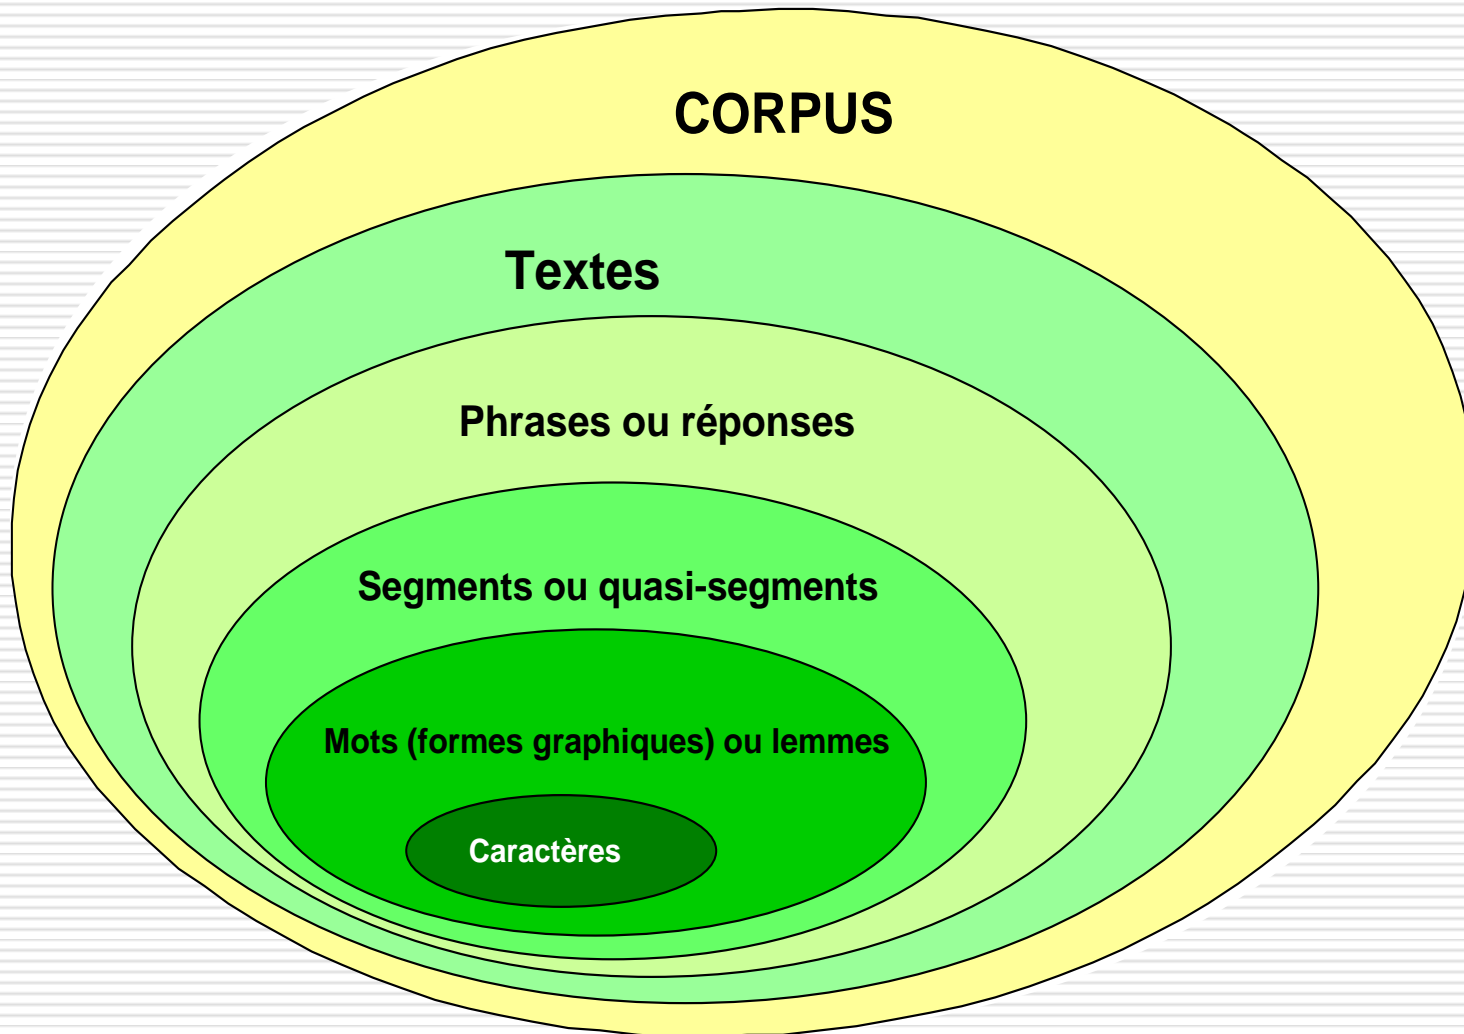 CORPUS
Textes
Phrases ou réponses
Segments ou quasi-segments
Mots (formes graphiques) ou lemmes
Caractères